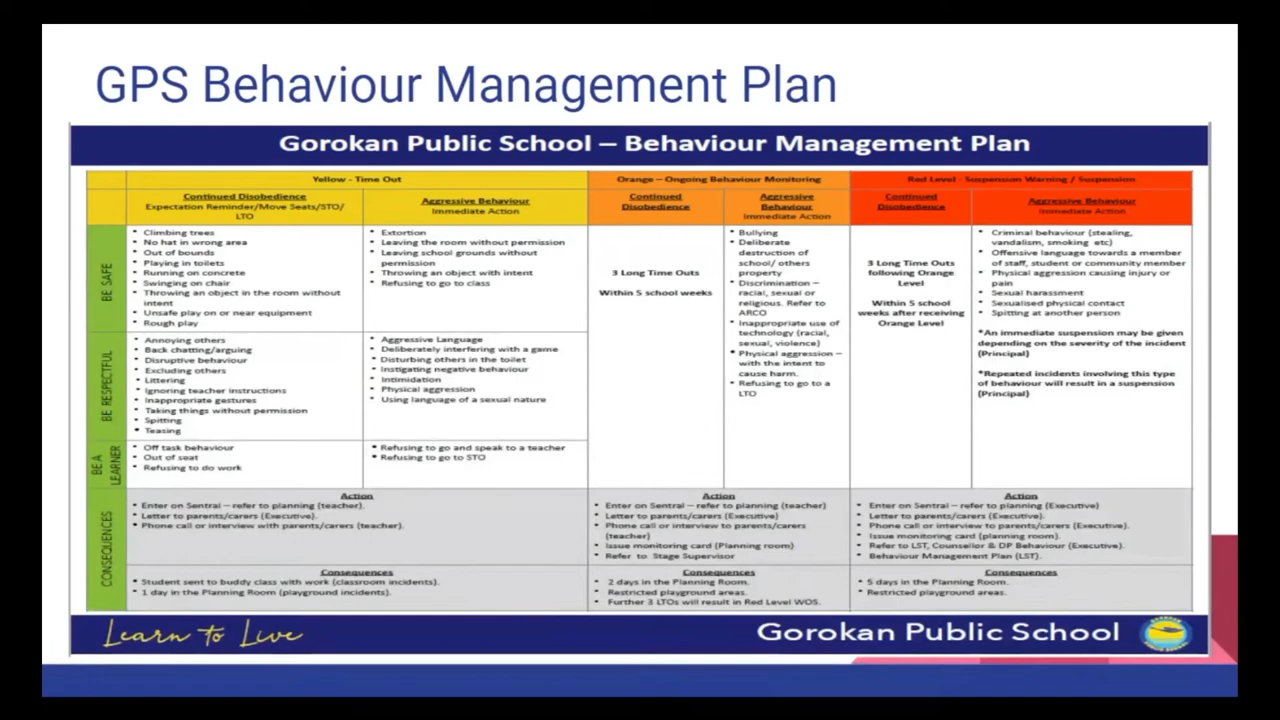 GPS Behaviour Management Plan
Gorokan Public School – Behaviour Management Plan
Yellow - Time Out
Continued Disobedience
Expectation Reminder/Move Seats/STO/
LTO
Aggressive Behaviour
Immediate Action
Orange – Ongoing Behaviour Monitoring
Continued
Disobedience
Aggressive
Behaviour
Immediate Action
Red Level - Suspension Warning / Suspension
Continued
Disobedience
Aggressive Behaviour
Immediate Action
BE SAFE
• Climbing trees
• No hat in wrong area
• Out of bounds
• Playing in toilets
• Running on concrete
• Swinging on chair
• Throwing an object in the room without
intent
• Unsafe play on or near equipment
• Rough play
• Extortion
• Leaving the room without permission
• Leaving school grounds without
permission
• Throwing an object with intent
• Refusing to go to class
3 Long Time Outs
Within 5 school weeks
• Bullying
• Deliberate
destruction of
school/ others
property
• Discrimination –
racial, sexual or
religious. Refer to
ARCO
• Inappropriate use of
technology (racial,
sexual, violence)
• Physical aggression –
with the intent to
cause harm.
• Refusing to go to a
LTO
3 Long Time Outs
following Orange
Level
Within 5 school
weeks after receiving
Orange Level
• Criminal behaviour (stealing,
vandalism, smoking etc)
• Offensive language towards a member
of staff, student or community member
• Physical aggression causing injury or
pain
• Sexual harassment
• Sexualised physical contact
• Spitting at another person
*An immediate suspension may be given
depending on the severity of the incident
(Principal)
*Repeated incidents involving this type
of behaviour will result in a suspension
(Principal)
BE RESPECTFUL
• Annoying others
• Back chatting/arguing
• Disruptive behaviour
• Excluding others
• Littering
• Ignoring teacher instructions
• Inappropriate gestures
• Taking things without permission
• Spitting
• Teasing
• Aggressive Language
• Deliberately interfering with a game
• Disturbing others in the toilet
• Instigating negative behaviour
• Intimidation
• Physical aggression
• Using language of a sexual nature
BE A
LEARNER
• Off task behaviour
• Out of seat
• Refusing to do work
• Refusing to go and speak to a teacher
• Refusing to go to STO
CONSEQUENCES
Action
• Enter on Sentral – refer to planning (teacher).
• Letter to parents/carers (Executive).
• Phone call or interview with parents/carers (teacher).
Action
• Enter on Sentral – refer to planning (teacher)
• Letter to parents/carers (Executive)
• Phone call or interview to parents/carers
(teacher)
• Issue monitoring card (Planning room)
• Refer to Stage Supervisor
Action
• Enter on Sentral – refer to planning (Executive)
• Letter to parents/carers (Executive).
• Phone call or interview to parents/carers (Executive).
• Issue monitoring card (planning room).
• Refer to LST, Counsellor & DP Behaviour (Executive).
• Behaviour Management Plan (LST).
Consequences
• Student sent to buddy class with work (classroom incidents).
• 1 day in the Planning Room (playground incidents).
Consequences
• 2 days in the Planning Room.
• Restricted playground areas.
• Further 3 LTOs will result in Red Level WOS.
Consequences
• 5 days in the Planning Room.
• Restricted playground areas.
Learn to Live
Gorokan Public School